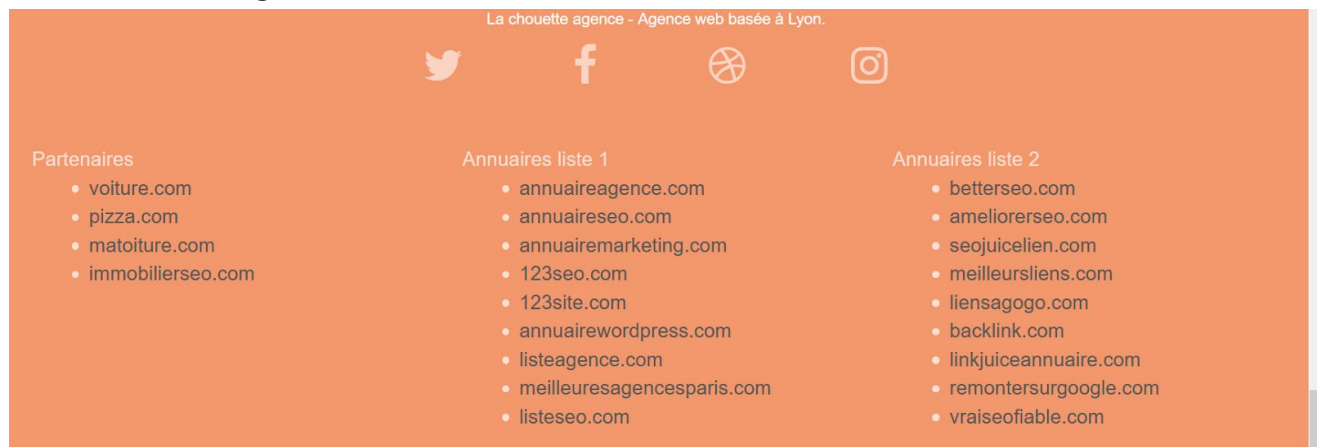 La chouette agence - Agence web basée à Lyon.
Partenaires
voiture.com
pizza.com
matoiture.com
immobilierseo.com
Annuaires liste 1
annuaireagence.com
annuaireseo.com
annuairemarketing.com
123seo.com
123site.com
annuairewordpress.com
listeagence.com
meilleuresagencesparis.com
listeseo.com
Annuaires liste 2
betterseo.com
ameliorerseo.com
seojuicelien.com
meilleursliens.com
liensagogo.com
backlink.com
linkjuiceannuaire.com
remontersurgoogle.com
vraiseofiable.com